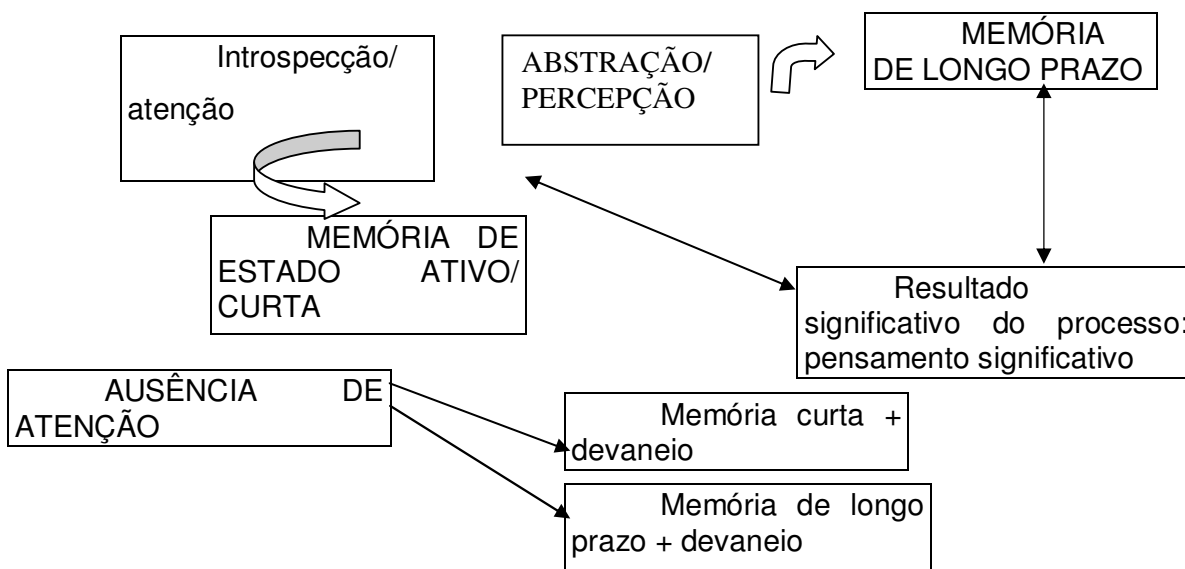 Introspecção/
atenção
ABSTRAÇÃO/
PERCEPÇÃO
MEMÓRIA
DE LONGO PRAZO
MEMÓRIA DE
ESTADO ATIVO/
CURTA
Resultado
significativo do processo:
pensamento significativo
AUSÊNCIA DE
ATENÇÃO
Memória curta +
devaneio
Memória de longo
prazo + devaneio